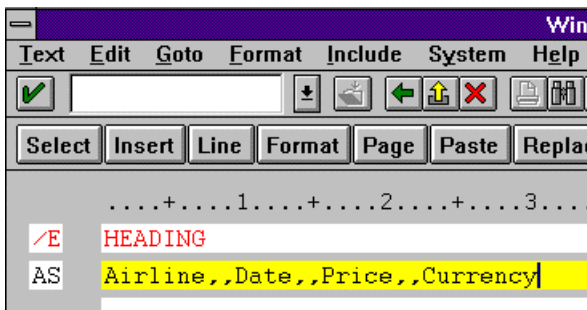 Win
Text Edit Goto Format Include System Help
Select Insert Line Format Page Paste Repla
....+....1....+....2....+....3....
/E HEADING
AS Airline,,Date,,Price,,Currency